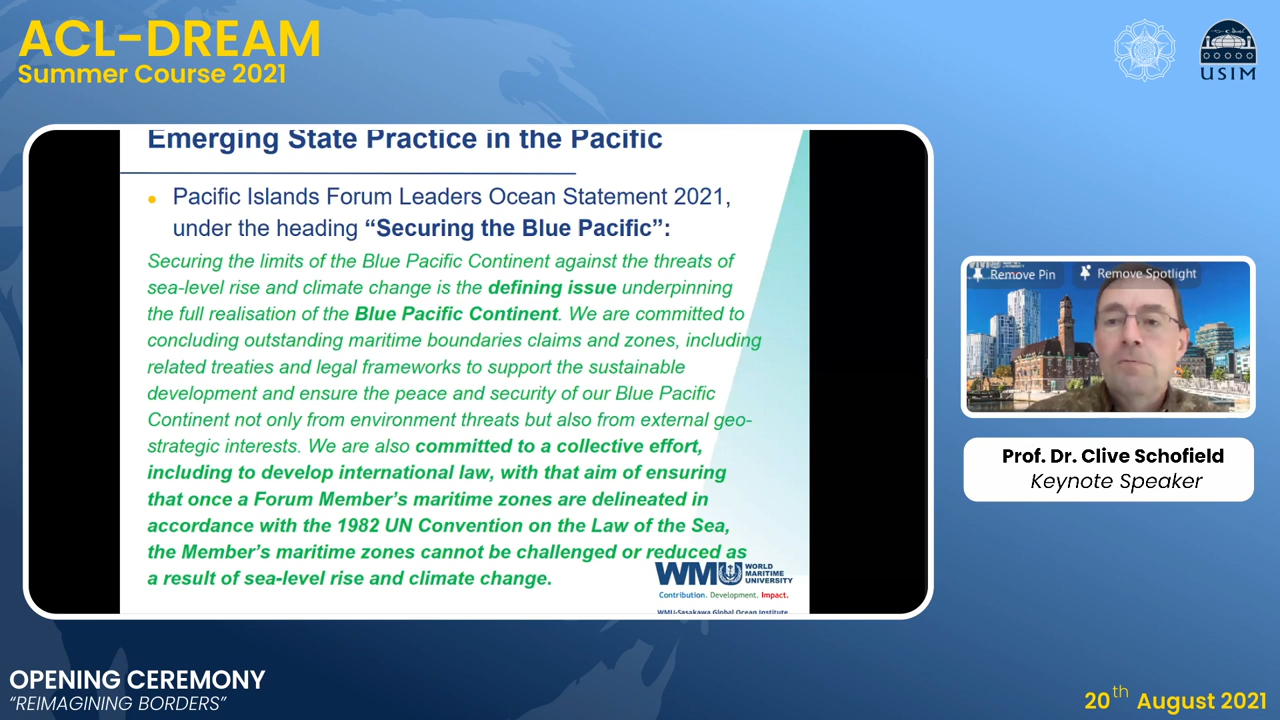 ACL-DREAM
Summer Course 2021
USIM
Emerging State Practice in the Pacific
• Pacific Islands Forum Leaders Ocean Statement 2021,
under the heading “Securing the Blue Pacific”:
Securing the limits of the Blue Pacific Continent against the threats of
sea-level rise and climate change is the defining issue underpinning
the full realisation of the Blue Pacific Continent. We are committed to
concluding outstanding maritime boundaries claims and zones, including
related treaties and legal frameworks to support the sustainable
development and ensure the peace and security of our Blue Pacific
Continent not only from environment threats but also from external geo-
strategic interests. We are also committed to a collective effort,
including to develop international law, with that aim of ensuring
that once a Forum Member’s maritime zones are delineated in
accordance with the 1982 UN Convention on the Law of the Sea,
the Member’s maritime zones cannot be challenged or reduced as
a result of sea-level rise and climate change.
WMU WORLD
MARITIME
UNIVERSITY
Contribution. Development. Impact.
WMU-Sasakawa Global Ocean Institute
Remove Pin
Remove Spotlight
Prof. Dr. Clive Schofield
Keynote Speaker
OPENING CEREMONY
“REIMAGINING BORDERS”
20th August 2021